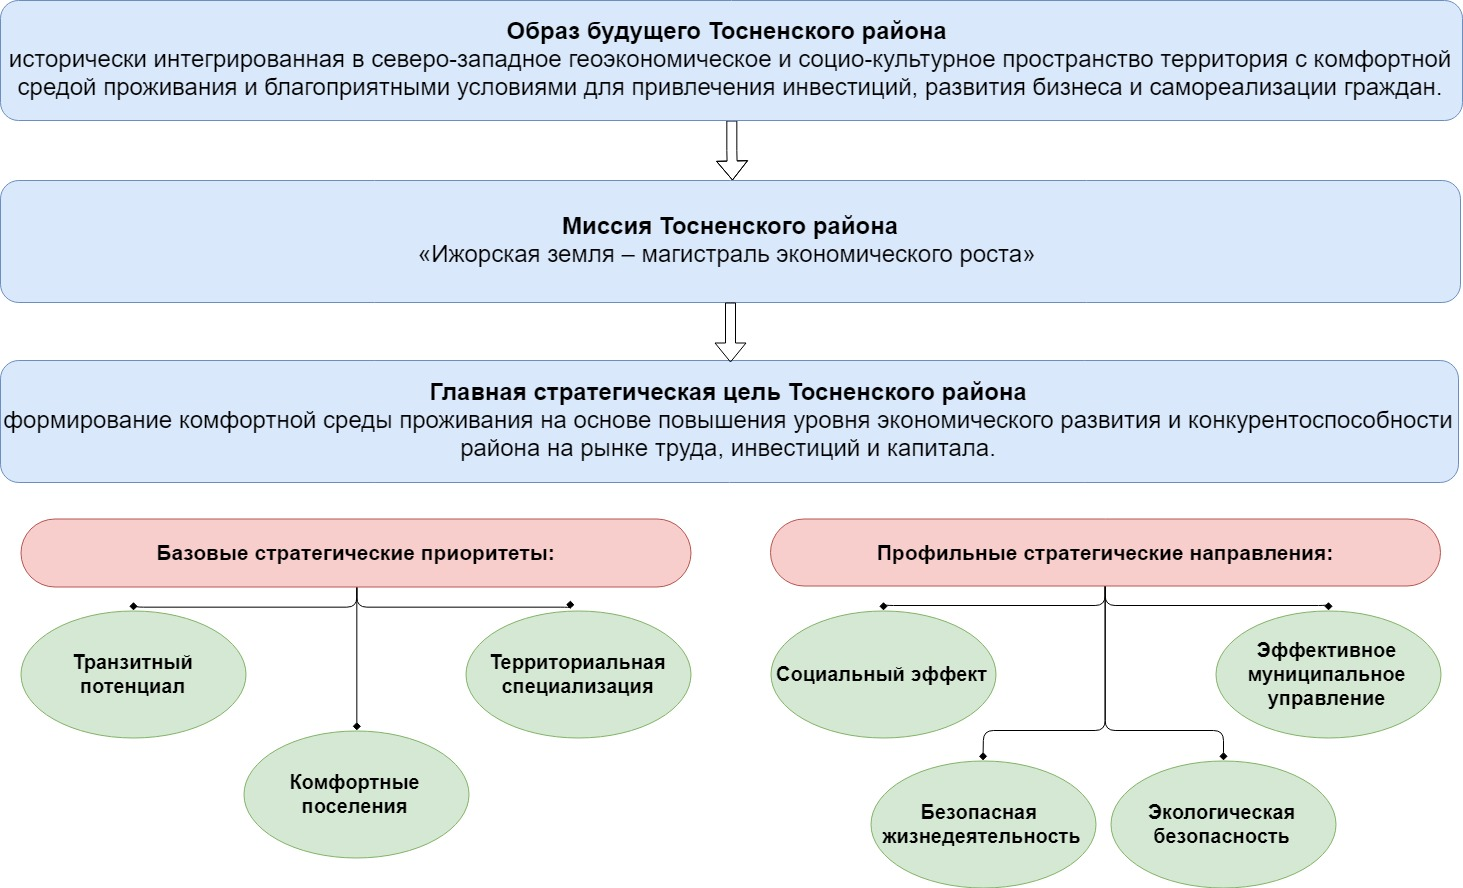 Образ будущего Тосненского района
исторически интегрированная в северо-западное геоэкономическое и социо-культурное пространство территория с комфортной
средой проживания и благоприятными условиями для привлечения инвестиций, развития бизнеса и самореализации граждан.
Миссия Тосненского района
«Ижорская земля – магистраль экономического роста»
Главная стратегическая цель Тосненского района
формирование комфортной среды проживания на основе повышения уровня экономического развития и конкурентоспособности
района на рынке труда, инвестиций и капитала.
Базовые стратегические приоритеты:
Транзитный
потенциал
Комфортные
поселения
Территориальная
специализация
Профильные стратегические направления:
Социальный эффект
Безопасная
жизнедеятельность
Экологическая
безопасность
Эффективное
муниципальное
управление